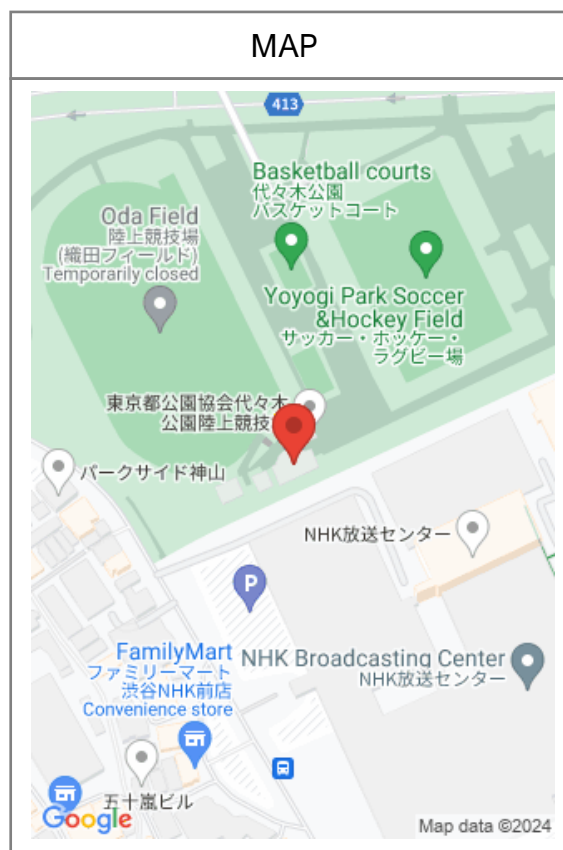 MAP
413
Basketball courts
代々木公園
バスケットコート
Oda Field
陸上競技場
(織田フィールド)
Temporarily closed
Yoyogi Park Soccer
&Hockey Field
サッカー・ホッケー・
ラグビー場
東京都公園協会代々木
公園陸上競技
パークサイド神山
NHK放送センター
P
FamilyMart
ファミリーマート
渋谷NHK前店
Convenience store
NHK Broadcasting Center
NHK放送センター
五十嵐ビル
Google
Map data ©2024